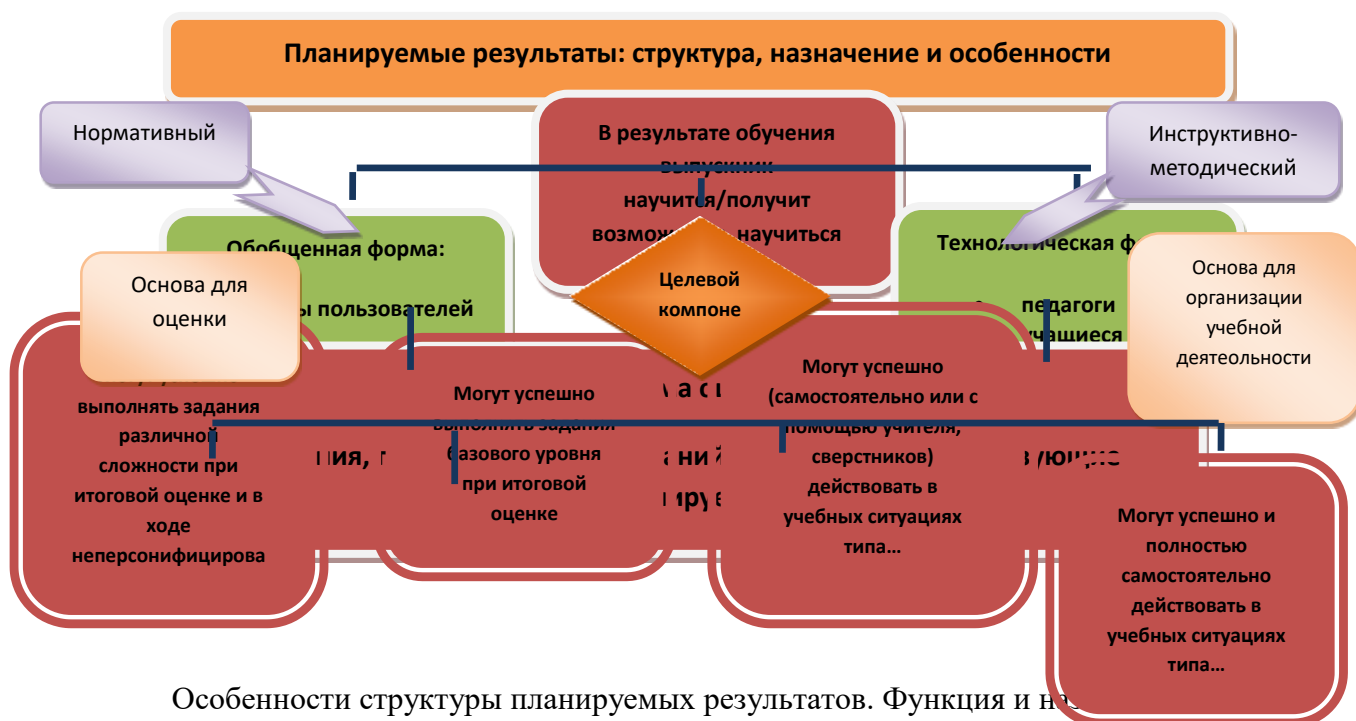 Планируемые результаты: структура, назначение и особенности
Нормативный
В результате обучения
выпускник
научится/получит
научиться
Инструктивно-
методический
Обобщенная форма:
пользователей
Технологическая
педагоги
Основа для
оценки
Целевой
компоне
Основа для
организации
учебной
деятеольности
выполнять задания
различной
сложности при
итоговой оценке и в
ходе
неперсонифицирова
Могут успешно
выполнять задания
базового уровня
при итоговой
оценке
Могут успешно
(самостоятельно или с
помощью учителя,
сверстников)
действовать в
учебных ситуациях
типа…
Могут успешно и
полностью
самостоятельно
действовать в
учебных ситуациях
типа…
Особенности структуры планируемых результатов. Функция и